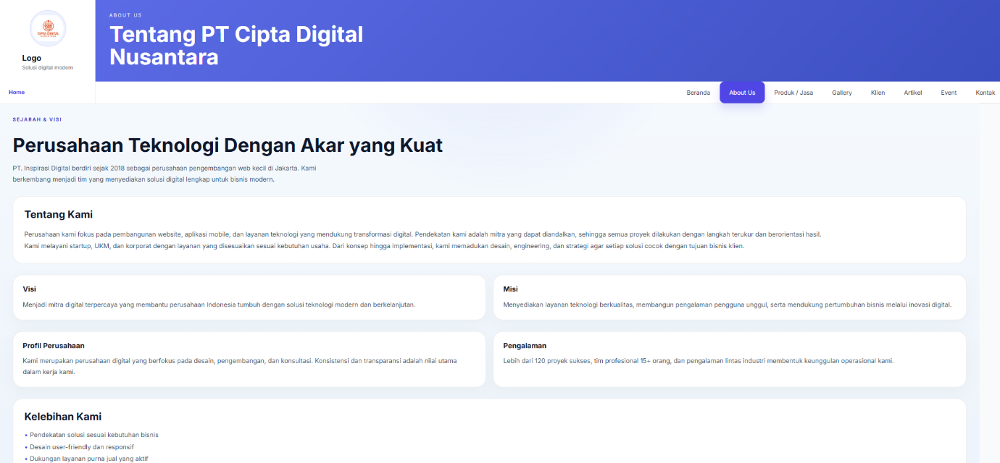 CIPTA DIGITAL
NUSANTARA
Logo
Solusi digital modern
ABOUT US
Tentang PT Cipta Digital
Nusantara
Home
Beranda
About Us
Produk / Jasa
Gallery
Klien
Artikel
Event
Kontak
SEJARAH & VISI
Perusahaan Teknologi Dengan Akar yang Kuat
PT. Inspirasi Digital berdiri sejak 2018 sebagai perusahaan pengembangan web kecil di Jakarta. Kami
berkembang menjadi tim yang menyediakan solusi digital lengkap untuk bisnis modern.
Tentang Kami
Perusahaan kami fokus pada pembangunan website, aplikasi mobile, dan layanan teknologi yang mendukung transformasi digital. Pendekatan kami adalah mitra yang dapat diandalkan, sehingga semua proyek dilakukan dengan langkah terukur dan berorientasi hasil.
Kami melayani startup, UKM, dan korporat dengan layanan yang disesuaikan sesuai kebutuhan usaha. Dari konsep hingga implementasi, kami memadukan desain, engineering, dan strategi agar setiap solusi cocok dengan tujuan bisnis klien.
Visi
Menjadi mitra digital terpercaya yang membantu perusahaan Indonesia tumbuh dengan solusi teknologi modern dan berkelanjutan.
Misi
Menyediakan layanan teknologi berkualitas, membangun pengalaman pengguna unggul, serta mendukung pertumbuhan bisnis melalui inovasi digital.
Profil Perusahaan
Kami merupakan perusahaan digital yang berfokus pada desain, pengembangan, dan konsultasi. Konsistensi dan transparansi adalah nilai utama
dalam kerja kami.
Pengalaman
Lebih dari 120 proyek sukses, tim profesional 15+ orang, dan pengalaman lintas industri membentuk keunggulan operasional kami.
Kelebihan Kami
• Pendekatan solusi sesuai kebutuhan bisnis
• Desain user-friendly dan responsif
• Dukungan layanan purna jual yang aktif